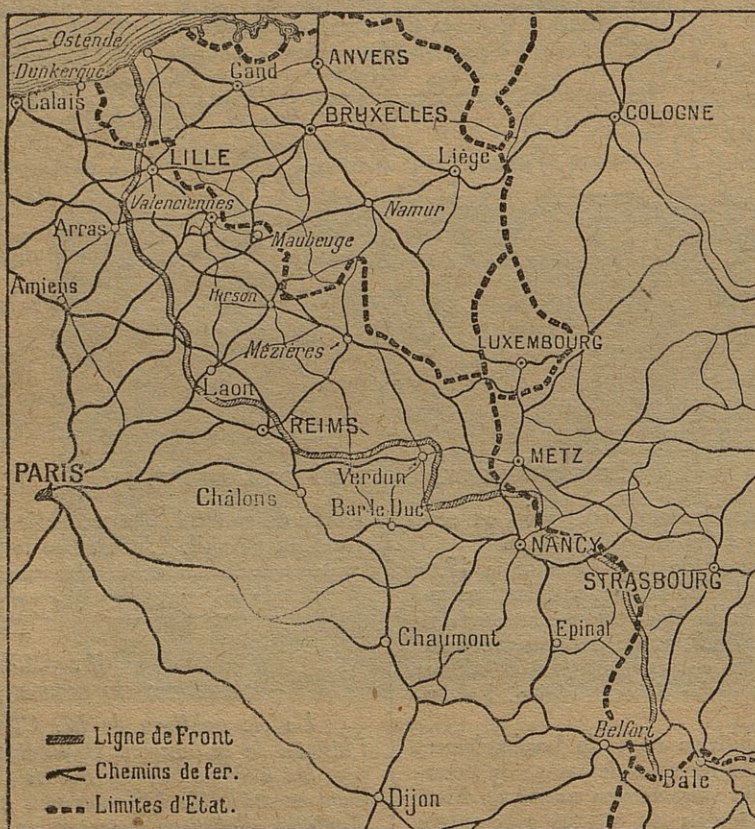 Ostende
ANVERS
Dunkerque
Gand
Calais
BRUXELLES
COLOGNE
LILLE
Liège
Valenciennes
Namur
Arras
Maubeuge
Amiens
Hirson
LUXEMBOURG
Mézières
Laon
REIMS
METZ
Verdun
PARIS
Châlons
Bar le Duc
NANCY
STRASBOURG
Epinal
Chaumont
Ligne de Front
Belfort
Chemins de fer.
Bâle
Limites d'Etat.
Dijon